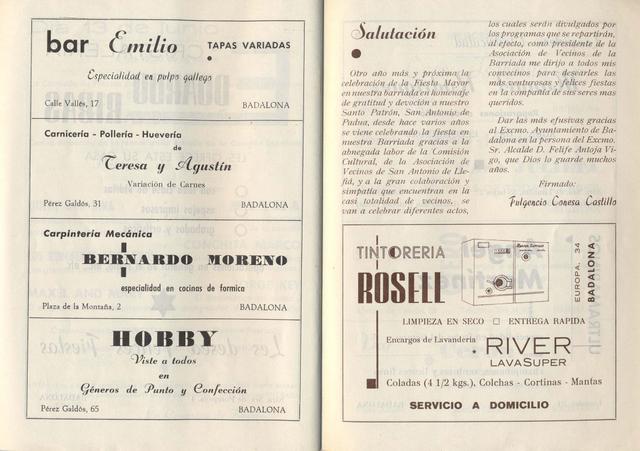 bar Emilio TAPAS VARIADAS
Especialidad en pulpo gallego
Calle Vallés, 17 BADALONA
Carnicería - Pollería - Huevería
de
Teresa y Agustín
Variación de Carnes
Pérez Galdós, 31 BADALONA
Carpintería Mecánica
BERNARDO MORENO
especialidad en cocinas de formica
Plaza de la Montaña, 2 BADALONA
HOBBY
Viste a todos
en
Géneros de Punto y Confección
Pérez Galdós, 65 BADALONA
Salutación
Otro año más y próxima la
celebración de la Fiesta Mayor
en nuestra barriada en homenaje
de gratitud y devoción a nuestro
Santo Patrón, San Antonio de
Padua, desde hace varios años
se viene celebrando la fiesta en
nuestra Barriada gracias a la
abnegada labor de la Comisión
Cultural, de la Asociación de
Vecinos de San Antonio de Lle-
fiá, y a la gran colaboración y
simpatía que encuentran en la
casi totalidad de vecinos, se
van a celebrar diferentes actos,
los cuales serán divulgados por
los programas que se repartirán,
al efecto, como presidente de la
Asociación de Vecinos de la
Barriada me dirijo a todos mis
convecinos para desearles las
más venturosas y felices fiestas
en la compañía de sus seres mas
queridos.
Dar las más efusivas gracias
al Excmo. Ayuntamiento de Ba-
dalona en la persona del Excmo.
Sr. Alcalde D. Felife Antoja Vi-
go, que Dios lo guarde muchos
años.
Firmado:
Fulgencio Conesa Castillo
TINTORERIA
ROSELL
EUROPA, 34
BADALONA
LIMPIEZA EN SECO □ ENTREGA RAPIDA
Encargos de Lavandería
RIVER
LAVASUPER
Coladas (4 1/2 kgs.), Colchas - Cortinas - Mantas
SERVICIO A DOMICILIO